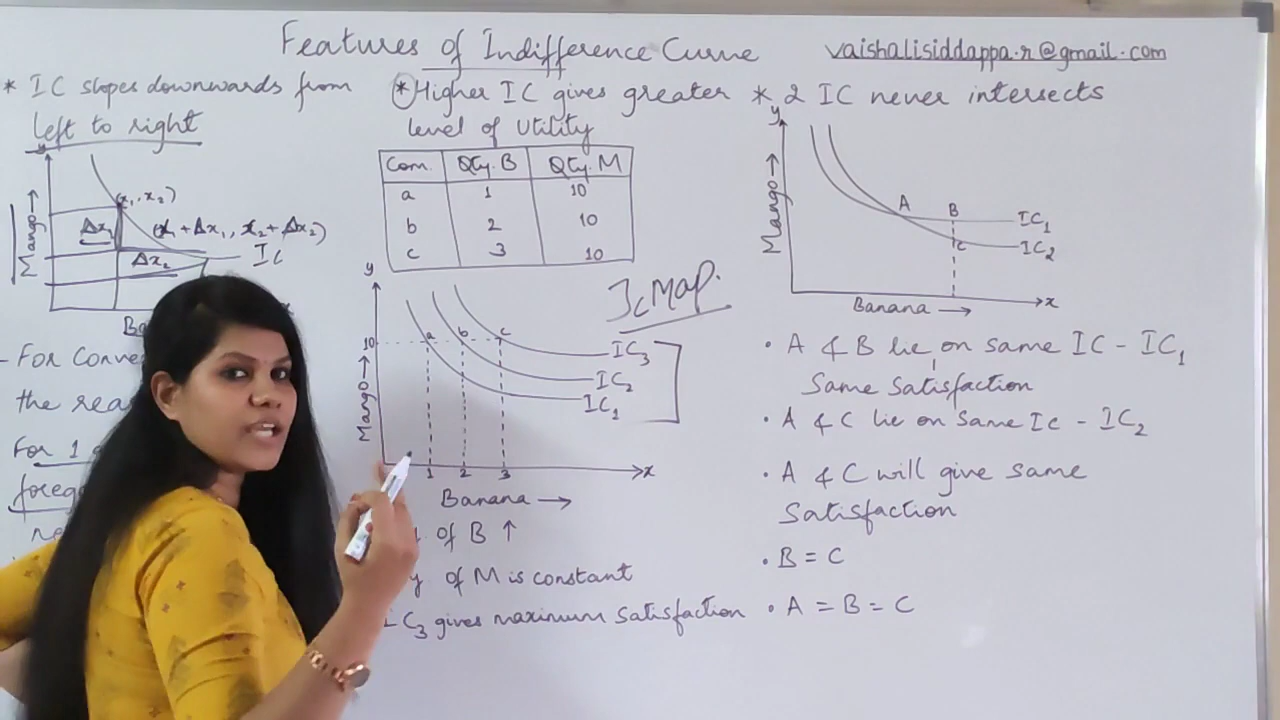 Features of Indifference Curve
vaishalisiddappa.r@gmail.com
* IC slopes downwards from
left to right
y
Mango →
(x₁, x₂)
Δx₁
(x₁ + Δx₁, x₂ + Δx₂)
Δx₂
IC
- For Conve
the rea
For 1
foreg
* Higher IC gives greater
level of Utility
Com. Qty. B Qty. M
a 1 10
b 2 10
c 3 10
IC Map.
y
10
Mango →
a b c
IC₃
IC₂
IC₁
1 2 3
x
Banana →
of B ↑
y of M is constant
IC₃ gives maximum satisfaction
* 2 IC never intersects
y
Mango →
A
B
C
IC₁
IC₂
Banana →
x
• A & B lie on same IC - IC₁
Same Satisfaction
• A & C lie on same Ic - IC₂
• A & C will give same
Satisfaction
• B = C
• A = B = C